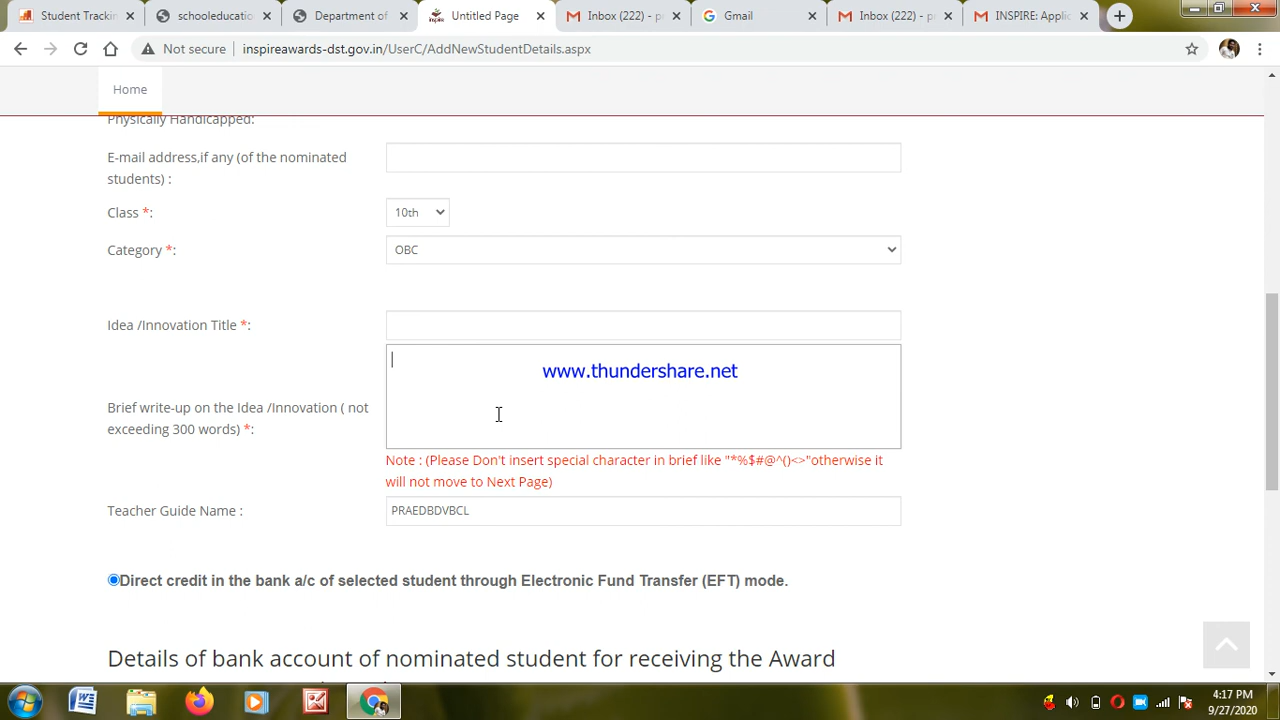 Student Trackin
schooleducatio
Department of
Untitled Page
Inbox (222) - p
Gmail
Inbox (222) - p
INSPIRE: Applic
Not secure
inspireawards-dst.gov.in/UserC/AddNewStudentDetails.aspx
Home
Physically Handicapped:
E-mail address,if any (of the nominated
students) :
Class *:
10th
Category *:
OBC
Idea /Innovation Title *:
www.thundershare.net
Brief write-up on the Idea /Innovation ( not
exceeding 300 words) *:
Note : (Please Don't insert special character in brief like "*%$#@^()<>"otherwise it
will not move to Next Page)
Teacher Guide Name :
PRAEDBDVBCL
Direct credit in the bank a/c of selected student through Electronic Fund Transfer (EFT) mode.
Details of bank account of nominated student for receiving the Award
4:17 PM
9/27/2020